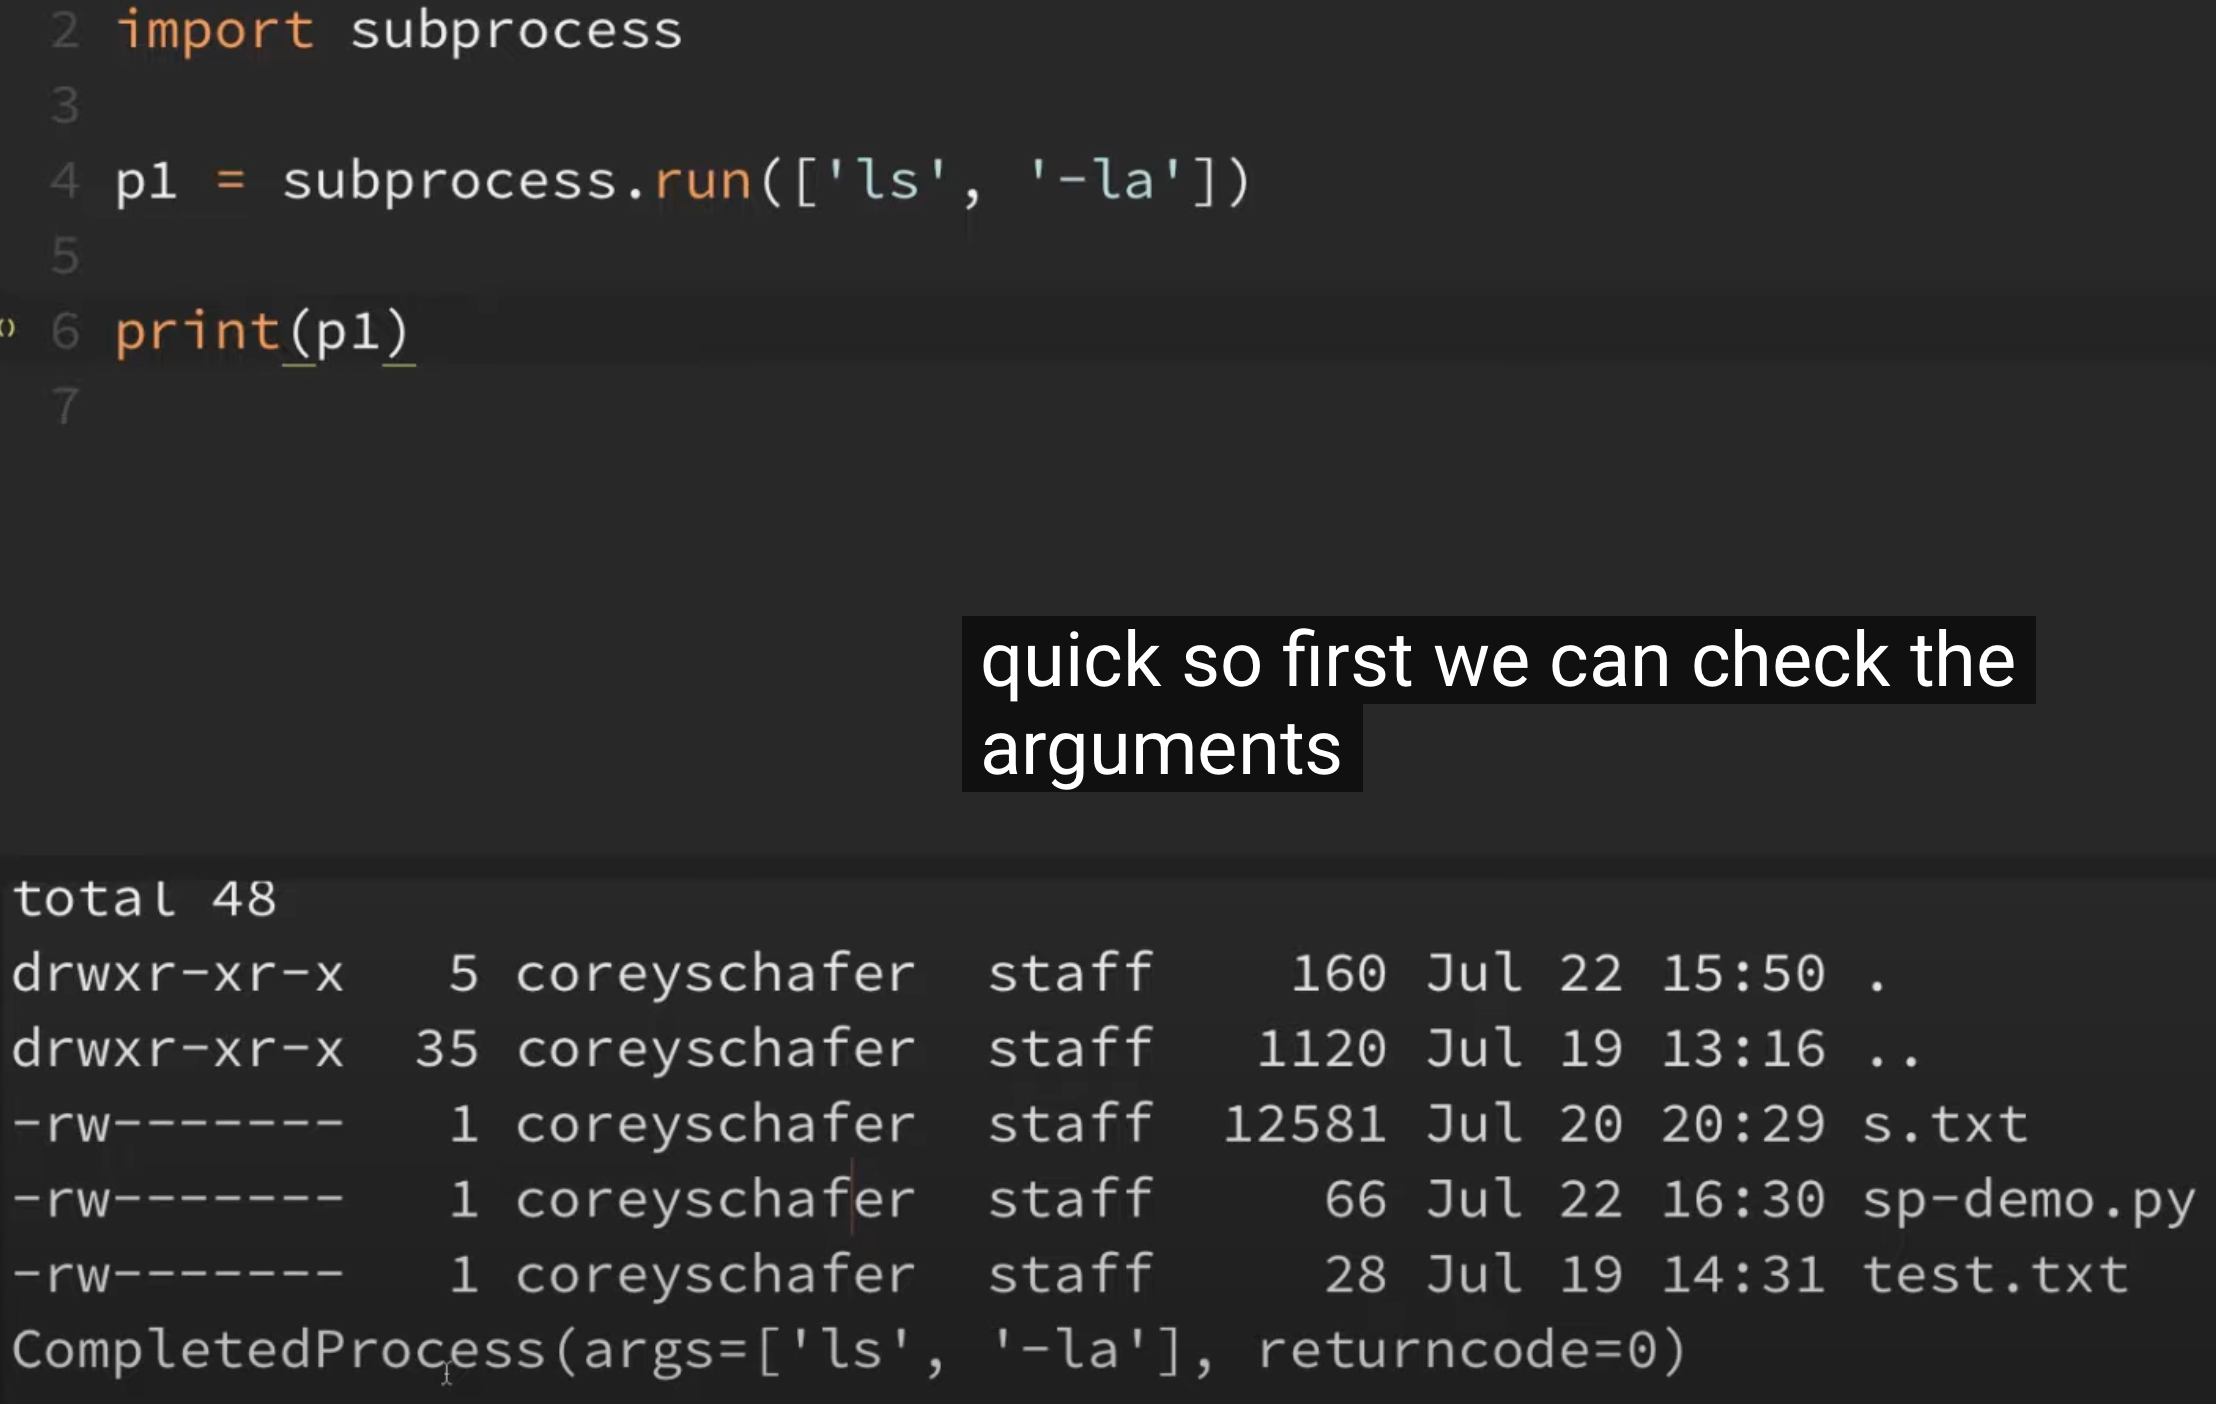 2 import subprocess
3
4 p1 = subprocess.run(['ls', '-la'])
5
6 print(p1)
7
quick so first we can check the
arguments
total 48
drwxr-xr-x   5 coreyschafer  staff    160 Jul 22 15:50 .
drwxr-xr-x  35 coreyschafer  staff   1120 Jul 19 13:16 ..
-rw-------   1 coreyschafer  staff  12581 Jul 20 20:29 s.txt
-rw-------   1 coreyschafer  staff     66 Jul 22 16:30 sp-demo.py
-rw-------   1 coreyschafer  staff     28 Jul 19 14:31 test.txt
CompletedProcess(args=['ls', '-la'], returncode=0)